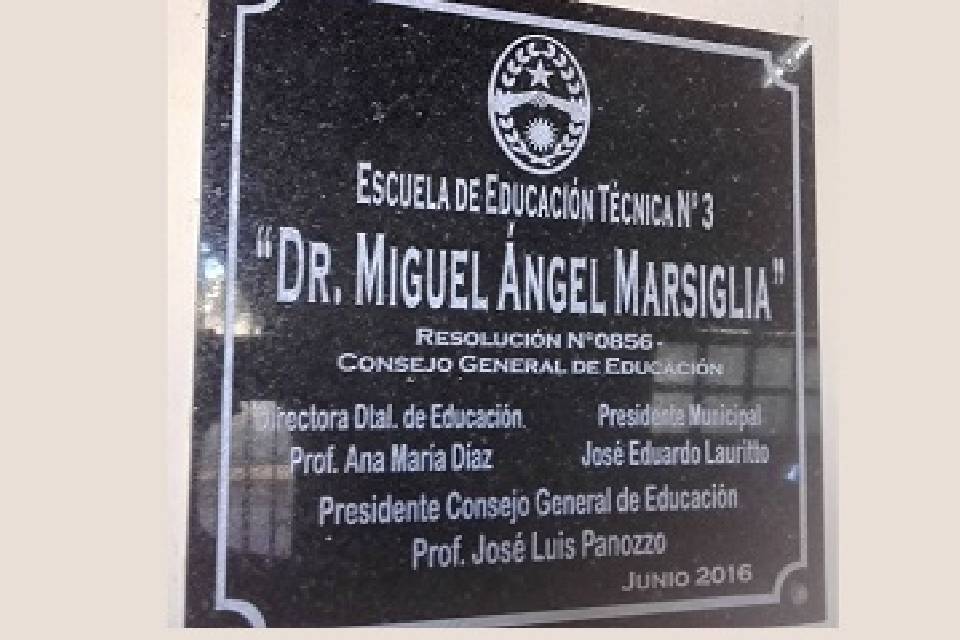 ESCUELA DE EDUCACIÓN TÉCNICA Nº 3
"DR. MIGUEL ÁNGEL MARSIGLIA"
RESOLUCIÓN Nº0856-
CONSEJO GENERAL DE EDUCACIÓN
Directora Dtal. de Educación Presidente Municipal
Prof. Ana María Díaz José Eduardo Lauritto
Presidente Consejo General de Educación
Prof. José Luis Panozzo
JUNIO 2016